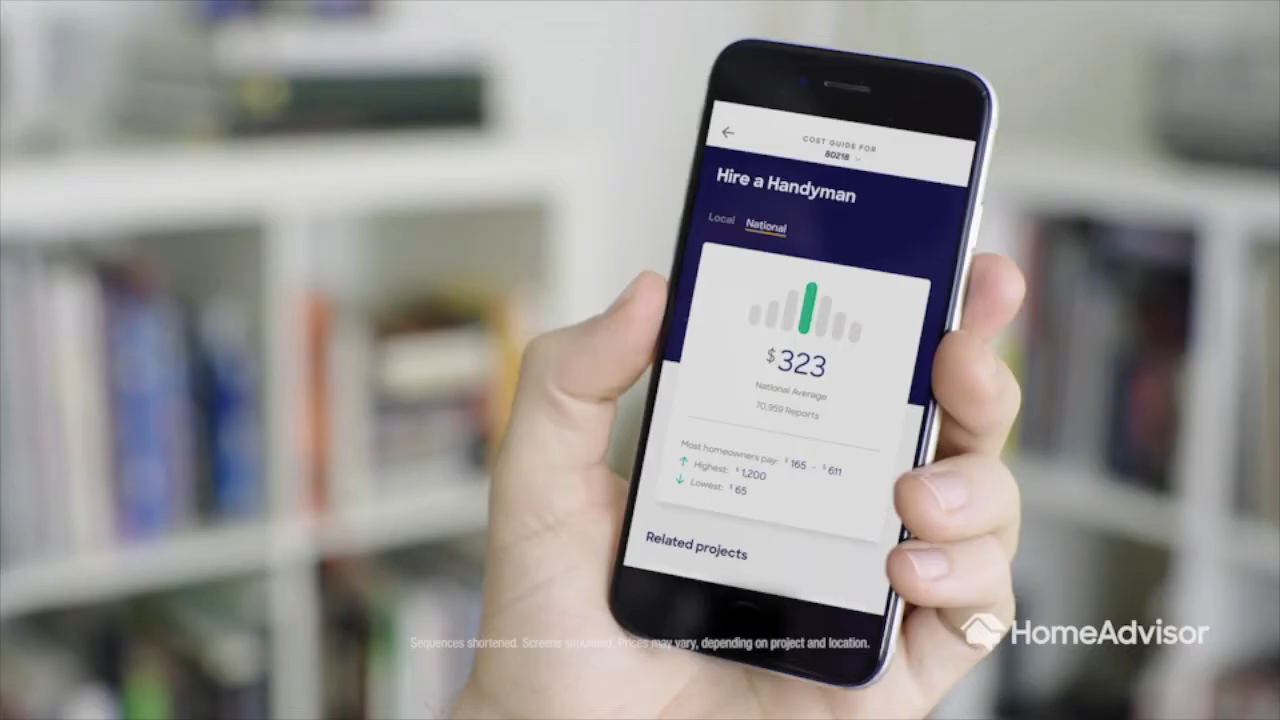 COST GUIDE FOR
80218
Hire a Handyman
Local National
$323
National Average
70,959 Reports
Most homeowners pay: $165 - $611
Highest: $1,200
Lowest: $65
Related projects
Sequences shortened. Screens simulated. Prices may vary, depending on project and location.
HomeAdvisor